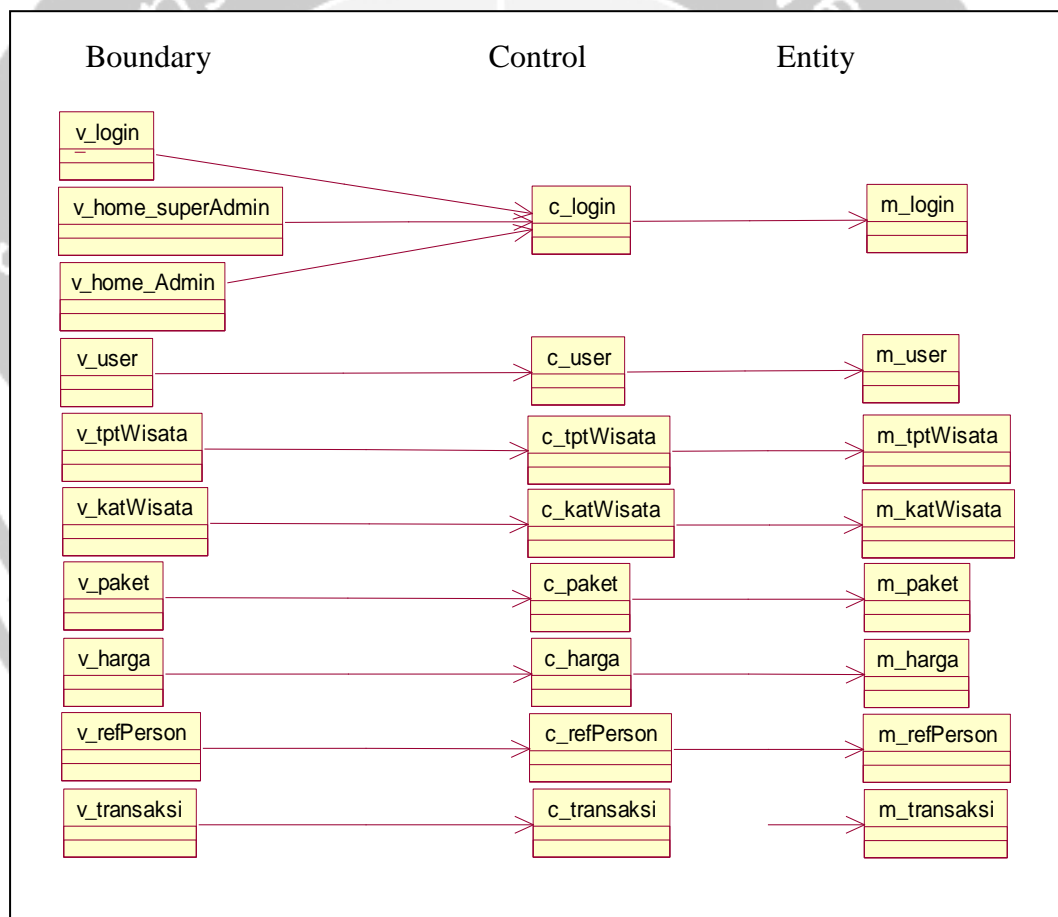 Boundary Control Entity
v_login
v_home_superAdmin c_login m_login
v_home_Admin
v_user c_user m_user
v_tptWisata c_tptWisata m_tptWisata
v_katWisata c_katWisata m_katWisata
v_paket c_paket m_paket
v_harga c_harga m_harga
v_refPerson c_refPerson m_refPerson
v_transaksi c_transaksi m_transaksi